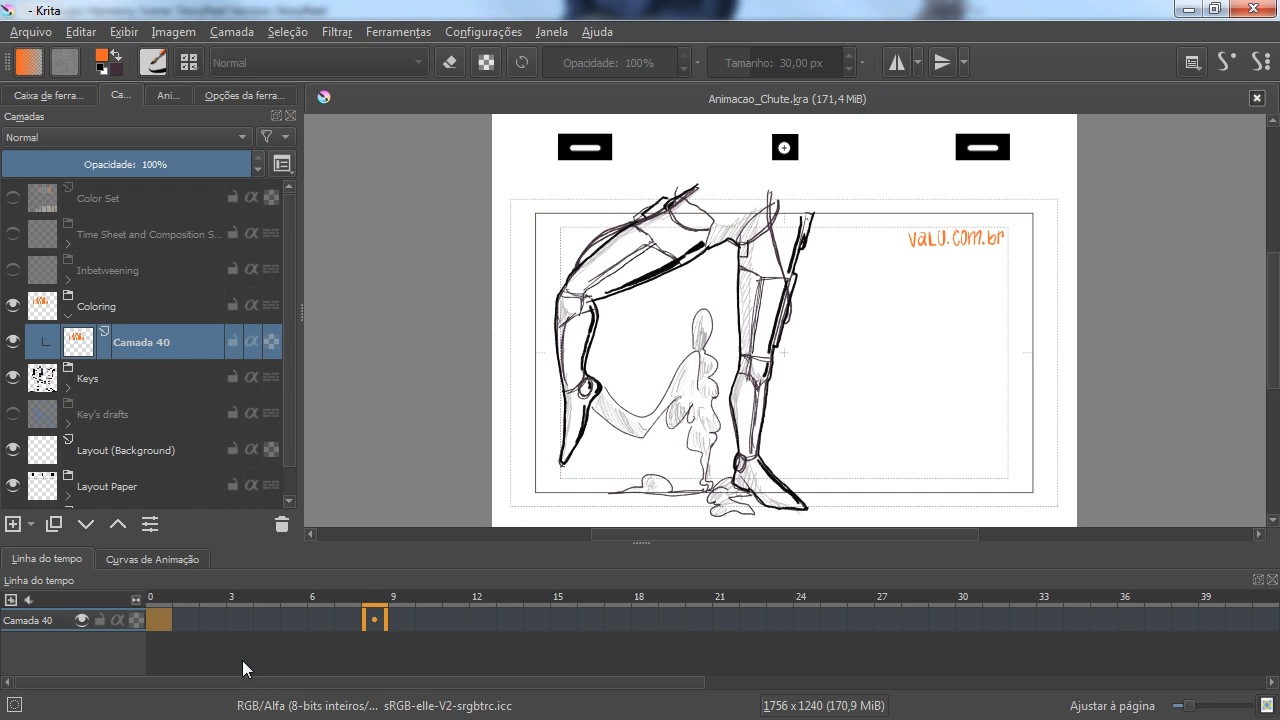 - Krita
Arquivo Editar Exibir Imagem Camada Seleção Filtrar Ferramentas Configurações Janela Ajuda
Normal Opacidade: 100% Tamanho: 30,00 px
Caixa de ferra... Ca... Ani... Opções da ferra...
Animacao_Chute.kra (171,4 MiB)
Camadas
Normal
Opacidade: 100%
Color Set
Time Sheet and Composition S...
Inbetweening
Coloring
Camada 40
Keys
Key's drafts
Layout (Background)
Layout Paper
valu.com.br
Linha do tempo Curvas de Animação
Linha do tempo
0 3 6 9 12 15 18 21 24 27 30 33 36 39
Camada 40
RGB/Alfa (8-bits inteiros/... sRGB-elle-V2-srgbtrc.icc 1756 x 1240 (170,9 MiB) Ajustar à página